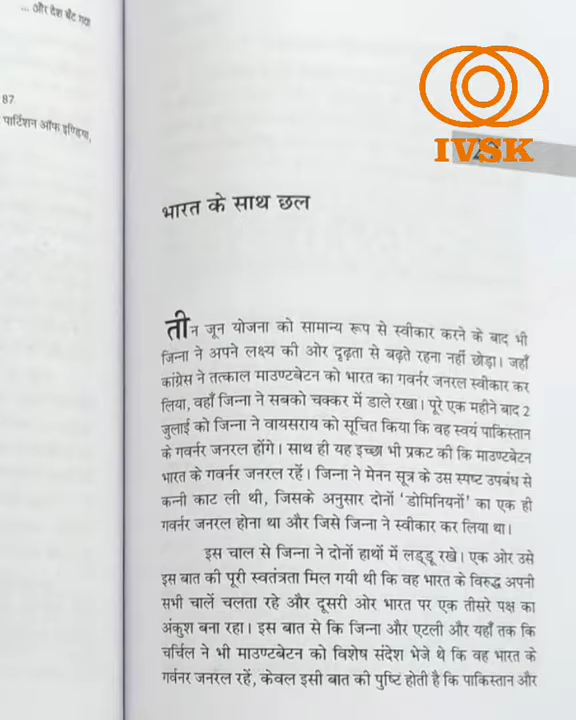 ... और देश बँट गया
87
पार्टिशन ऑफ इण्डिया,
IVSK
भारत के साथ छल
तीन जून योजना को सामान्य रूप से स्वीकार करने के बाद भी
जिन्ना ने अपने लक्ष्य की ओर दृढ़ता से बढ़ते रहना नहीं छोड़ा। जहाँ
कांग्रेस ने तत्काल माउण्टबेटन को भारत का गवर्नर जनरल स्वीकार कर
लिया, वहाँ जिन्ना ने सबको चक्कर में डाले रखा। पूरे एक महीने बाद 2
जुलाई को जिन्ना ने वायसराय को सूचित किया कि वह स्वयं पाकिस्तान
के गवर्नर जनरल होंगे। साथ ही यह इच्छा भी प्रकट की कि माउण्टबेटन
भारत के गवर्नर जनरल रहें। जिन्ना ने मेनन सूत्र के उस स्पष्ट उपबंध से
कन्नी काट ली थी, जिसके अनुसार दोनों ‘डोमिनियनों’ का एक ही
गवर्नर जनरल होना था और जिसे जिन्ना ने स्वीकार कर लिया था।
इस चाल से जिन्ना ने दोनों हाथों में लड्डू रखे। एक ओर उसे
इस बात की पूरी स्वतंत्रता मिल गयी थी कि वह भारत के विरुद्ध अपनी
सभी चालें चलता रहे और दूसरी ओर भारत पर एक तीसरे पक्ष का
अंकुश बना रहा। इस बात से कि जिन्ना और एटली और यहाँ तक कि
चर्चिल ने भी माउण्टबेटन को विशेष संदेश भेजे थे कि वह भारत के
गर्वनर जनरल रहें, केवल इसी बात की पुष्टि होती है कि पाकिस्तान और